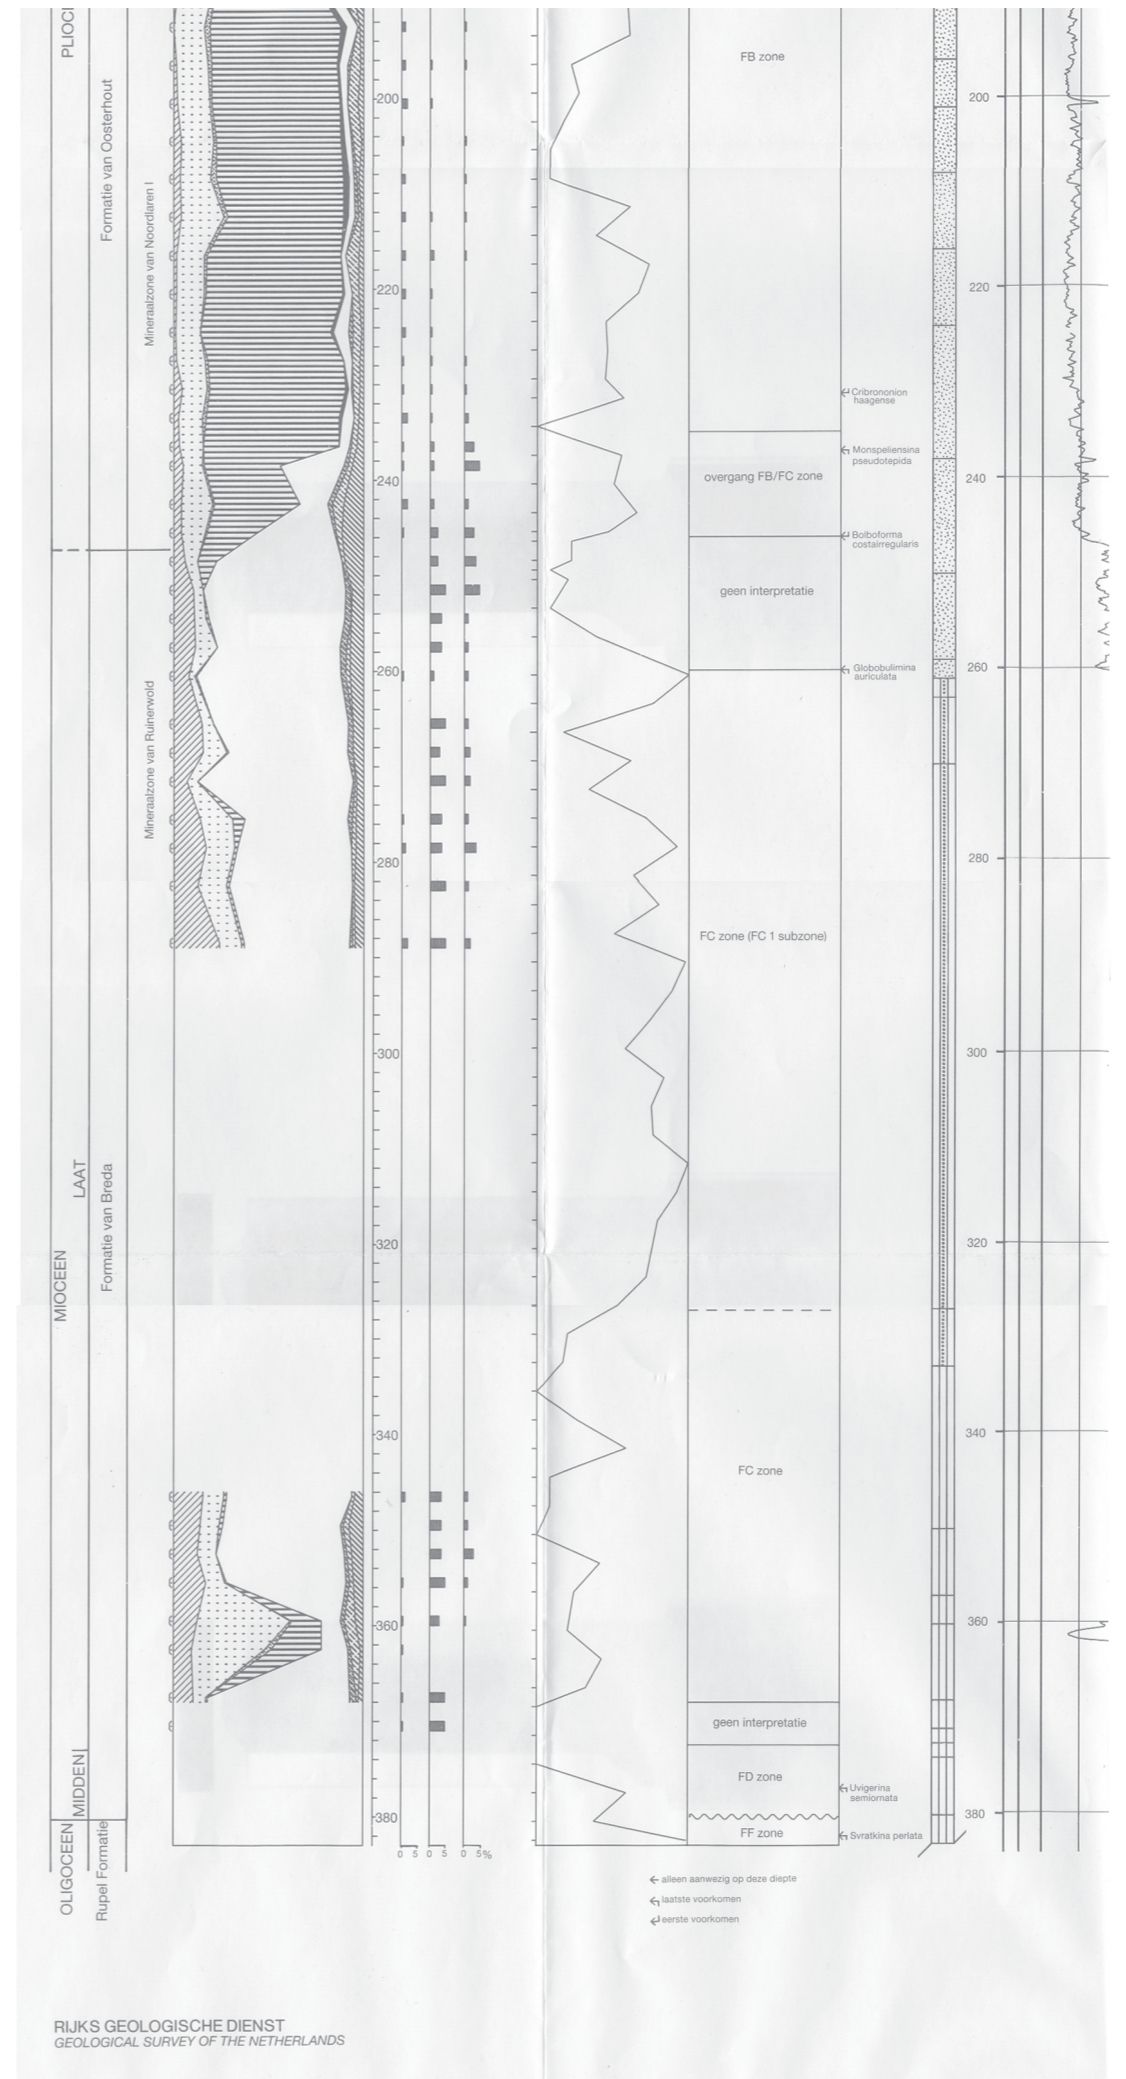 PLIOC
Formatie van Oosterhout
Mineraalzone van Noordlaren I
FB zone
200
200
220
220
Cribrononion
haagense
Monspeliensina
pseudotepida
overgang FB/FC zone
240
240
Bolboforma
costairregularis
geen interpretatie
260
260
Globobulimina
auriculata
Mineraalzone van Ruinerwold
280
280
FC zone (FC 1 subzone)
300
300
LAAT
Formatie van Breda
MIOCEEN
320
320
340
340
FC zone
360
360
geen interpretatie
MIDDEN
FD zone
Uvigerina
semiornata
380
380
FF zone
Svratkina perlata
OLIGOCEEN
Rupel Formatie
0 5 0 5 0 5%
alleen aanwezig op deze diepte
laatste voorkomen
eerste voorkomen
RIJKS GEOLOGISCHE DIENST
GEOLOGICAL SURVEY OF THE NETHERLANDS